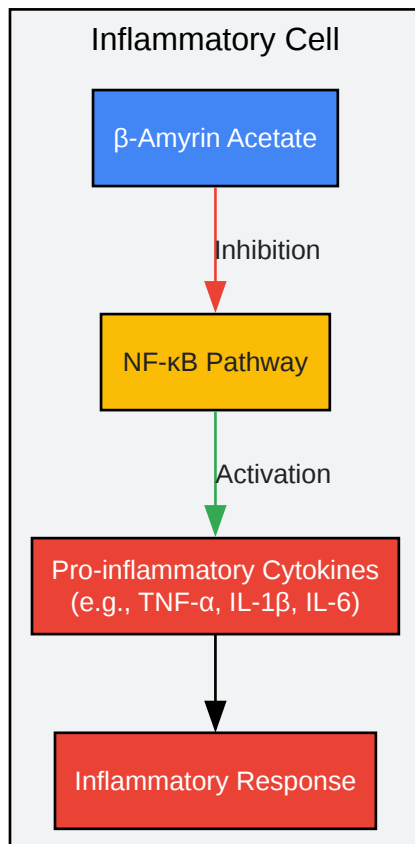 Inflammatory Cell
β-Amyrin Acetate
Inhibition
NF-κB Pathway
Activation
Pro-inflammatory Cytokines
(e.g., TNF-α, IL-1β, IL-6)
Inflammatory Response